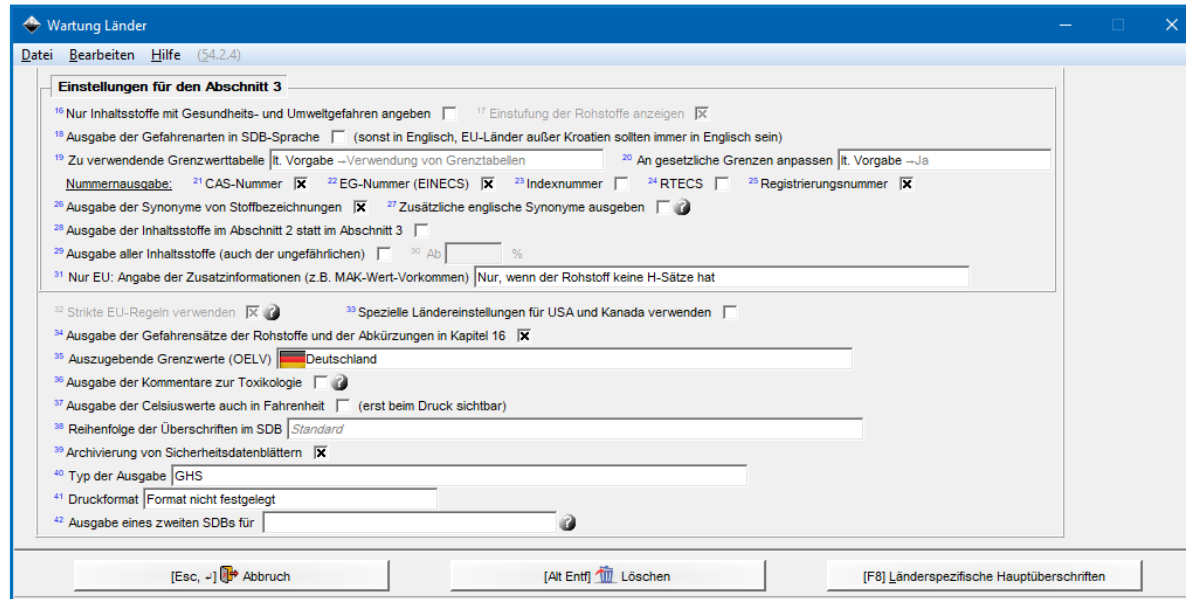 Wartung Länder
Datei Bearbeiten Hilfe (54.2.4)
Einstellungen für den Abschnitt 3
16 Nur Inhaltsstoffe mit Gesundheits- und Umweltgefahren angeben 17 Einstufung der Rohstoffe anzeigen
18 Ausgabe der Gefahrenarten in SDB-Sprache (sonst in Englisch, EU-Länder außer Kroatien sollten immer in Englisch sein)
19 Zu verwendende Grenzwerttabelle lt. Vorgabe →Verwendung von Grenztabellen 20 An gesetzliche Grenzen anpassen lt. Vorgabe →Ja
Nummernausgabe: 21 CAS-Nummer 22 EG-Nummer (EINECS) 23 Indexnummer 24 RTECS 25 Registrierungsnummer
26 Ausgabe der Synonyme von Stoffbezeichnungen 27 Zusätzliche englische Synonyme ausgeben ?
28 Ausgabe der Inhaltsstoffe im Abschnitt 2 statt im Abschnitt 3
29 Ausgabe aller Inhaltsstoffe (auch der ungefährlichen) 30 Ab %
31 Nur EU: Angabe der Zusatzinformationen (z.B. MAK-Wert-Vorkommen) Nur, wenn der Rohstoff keine H-Sätze hat
32 Strikte EU-Regeln verwenden ? 33 Spezielle Ländereinstellungen für USA und Kanada verwenden
34 Ausgabe der Gefahrensätze der Rohstoffe und der Abkürzungen in Kapitel 16
35 Auszugebende Grenzwerte (OELV) Deutschland
36 Ausgabe der Kommentare zur Toxikologie ?
37 Ausgabe der Celsiuswerte auch in Fahrenheit (erst beim Druck sichtbar)
38 Reihenfolge der Überschriften im SDB Standard
39 Archivierung von Sicherheitsdatenblättern
40 Typ der Ausgabe GHS
41 Druckformat Format nicht festgelegt
42 Ausgabe eines zweiten SDBs für ?
[Esc, ↵] Abbruch [Alt Entf] Löschen [F8] Länderspezifische Hauptüberschriften